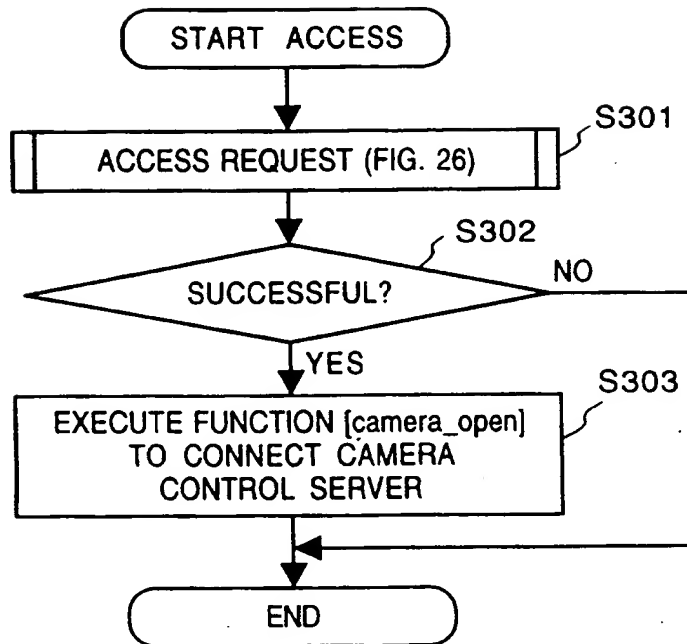 START ACCESS
S301
ACCESS REQUEST (FIG. 26)
S302
SUCCESSFUL?
NO
YES
S303
EXECUTE FUNCTION [camera_open]
TO CONNECT CAMERA
CONTROL SERVER
END